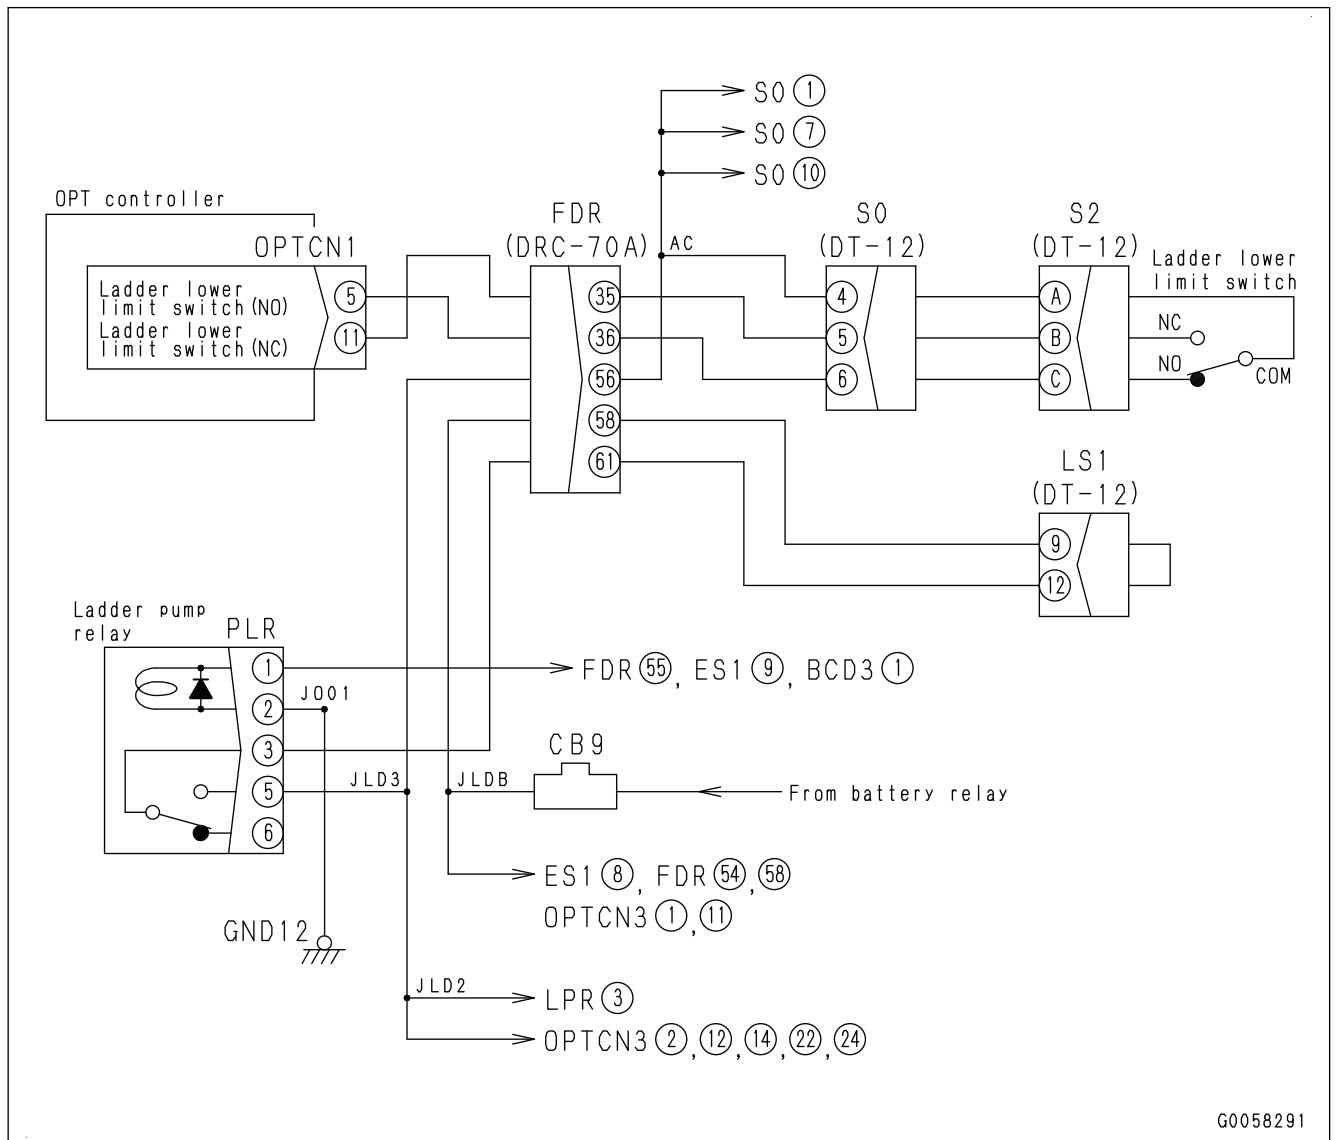 S0 1
S0 7
S0 10
OPT controller
OPTCN1
FDR
(DRC-70A)
AC
S0
(DT-12)
S2
(DT-12)
Ladder lower
limit switch
Ladder lower
limit switch(NO)
Ladder lower
limit switch(NC)
5
11
35
36
56
58
61
4
5
6
A
B
C
NC
NO
COM
LS1
(DT-12)
9
12
Ladder pump
relay
PLR
1
2
3
5
6
J001
FDR 55, ES1 9, BCD3 1
CB9
JLD3
JLDB
From battery relay
ES1 8, FDR 54, 58
OPTCN3 1, 11
GND12
JLD2
LPR 3
OPTCN3 2, 12, 14, 22, 24
G0058291